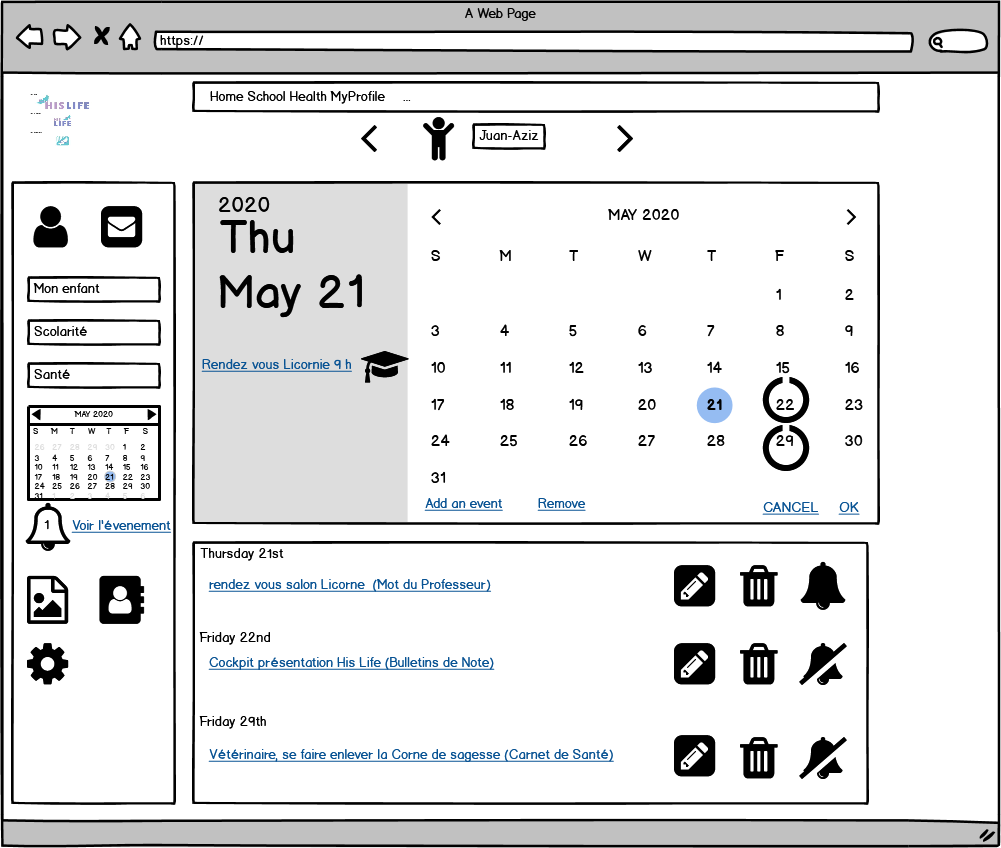 A Web Page
https://
HISLIFE
HIS
LIFE
Home School Health MyProfile ...
Juan-Aziz
Mon enfant
Scolarité
Santé
MAY 2020
S M T W T F S
26 27 28 29 30 1 2
3 4 5 6 7 8 9
10 11 12 13 14 15 16
17 18 19 20 21 22 23
24 25 26 27 28 29 30
31 1 2 3 4 5 6
1 Voir l'évenement
2020
Thu
May 21
Rendez vous Licornie 9 h
MAY 2020
S M T W T F S
1 2
3 4 5 6 7 8 9
10 11 12 13 14 15 16
17 18 19 20 21 22 23
24 25 26 27 28 29 30
31
Add an event Remove CANCEL OK
Thursday 21st
rendez vous salon Licorne (Mot du Professeur)
Friday 22nd
Cockpit présentation His Life (Bulletins de Note)
Friday 29th
Vétérinaire, se faire enlever la Corne de sagesse (Carnet de Santé)